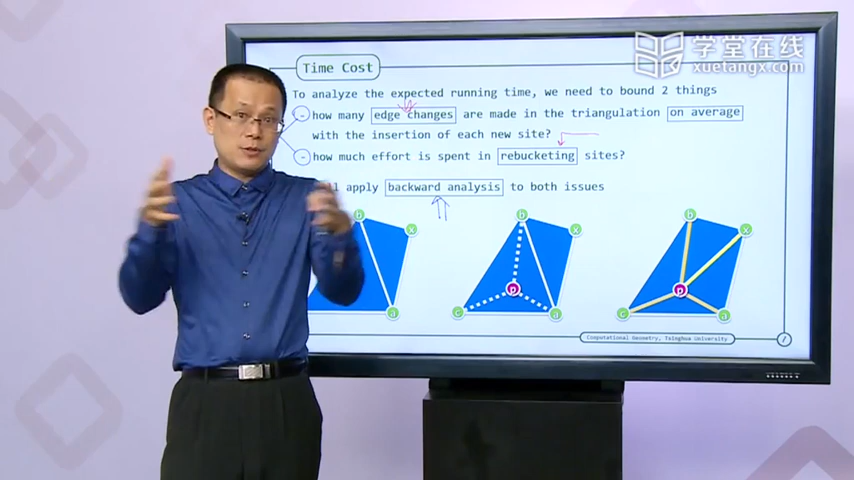 学堂在线
xuetangx.com
Time Cost
To analyze the expected running time, we need to bound 2 things
- how many edge changes are made in the triangulation on average
with the insertion of each new site?
- how much effort is spent in rebucketing sites?
apply backward analysis to both issues
b
x
a
b
x
p
c
a
b
x
p
c
a
Computational Geometry, Tsinghua University